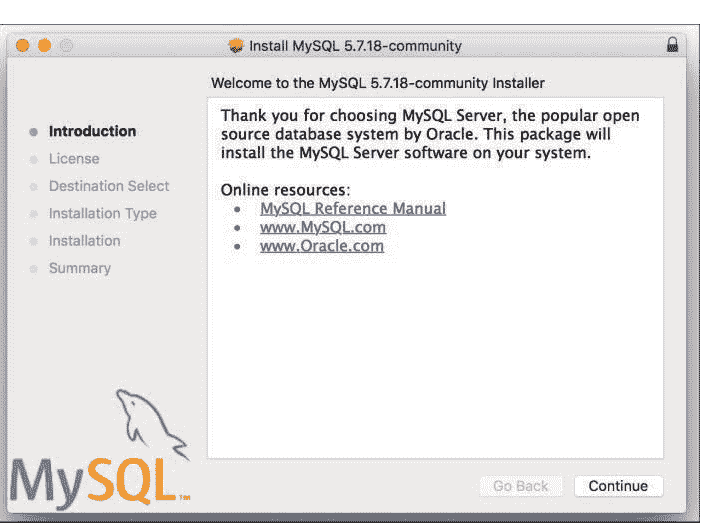 Install MySQL 5.7.18-community
Welcome to the MySQL 5.7.18-community Installer
Introduction
License
Destination Select
Installation Type
Installation
Summary
Thank you for choosing MySQL Server, the popular open
source database system by Oracle. This package will
install the MySQL Server software on your system.
Online resources:
• MySQL Reference Manual
• www.MySQL.com
• www.Oracle.com
MySQL™
Go Back
Continue